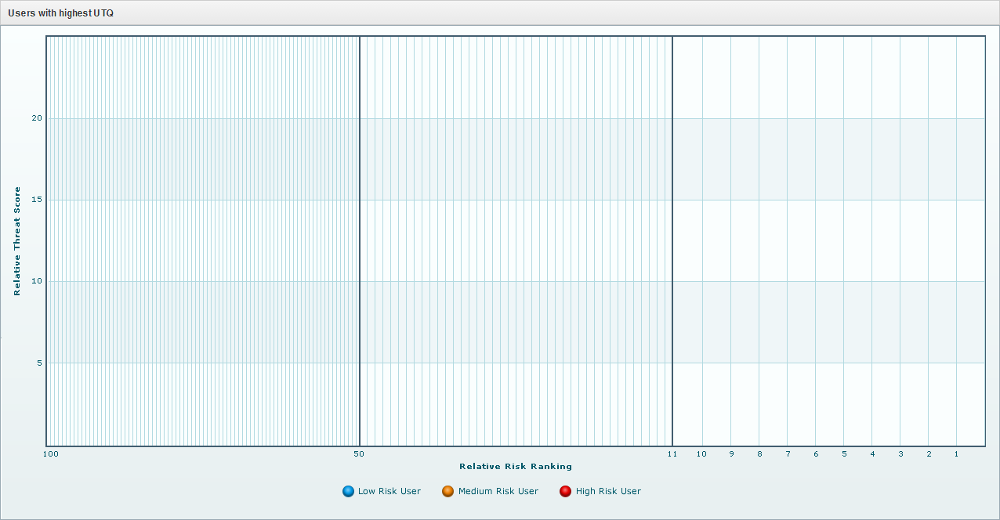 Users with highest UTQ
20
15
10
5
Relative Threat Score
100 50 11 10 9 8 7 6 5 4 3 2 1
Relative Risk Ranking
Low Risk User Medium Risk User High Risk User